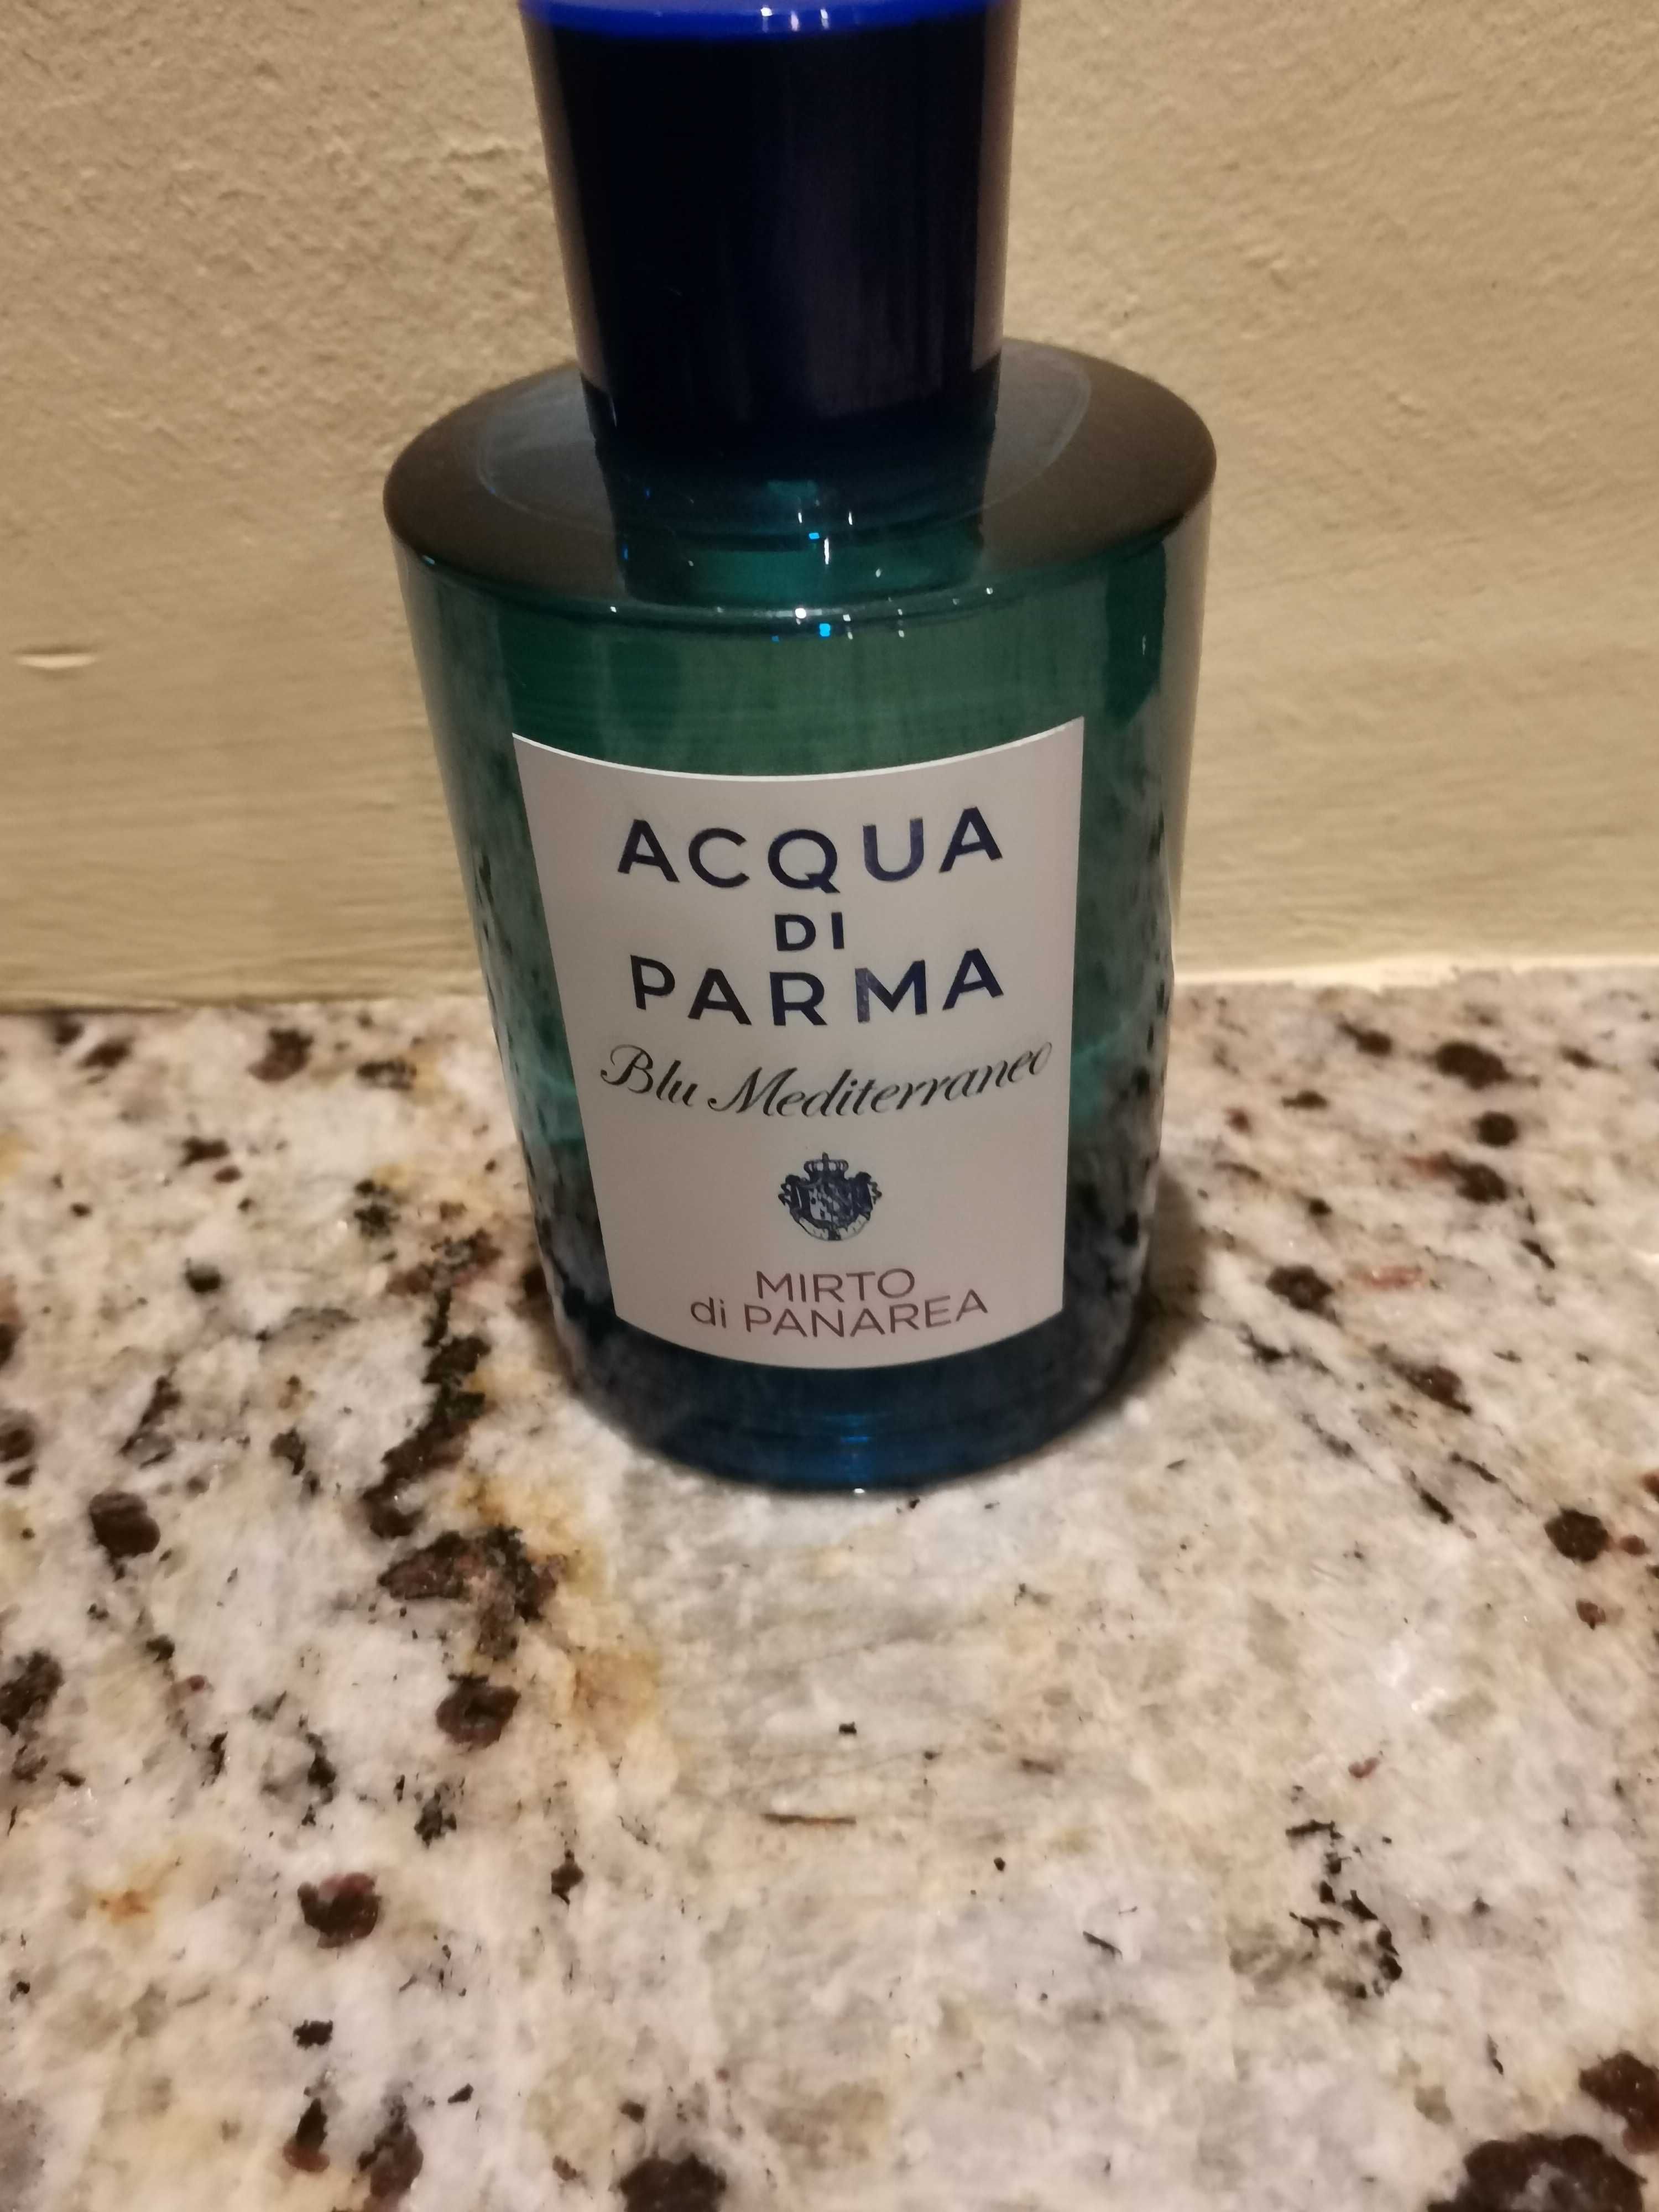 ACQUA
DI
PARMA
Blu Mediterraneo
MIRTO
di PANAREA